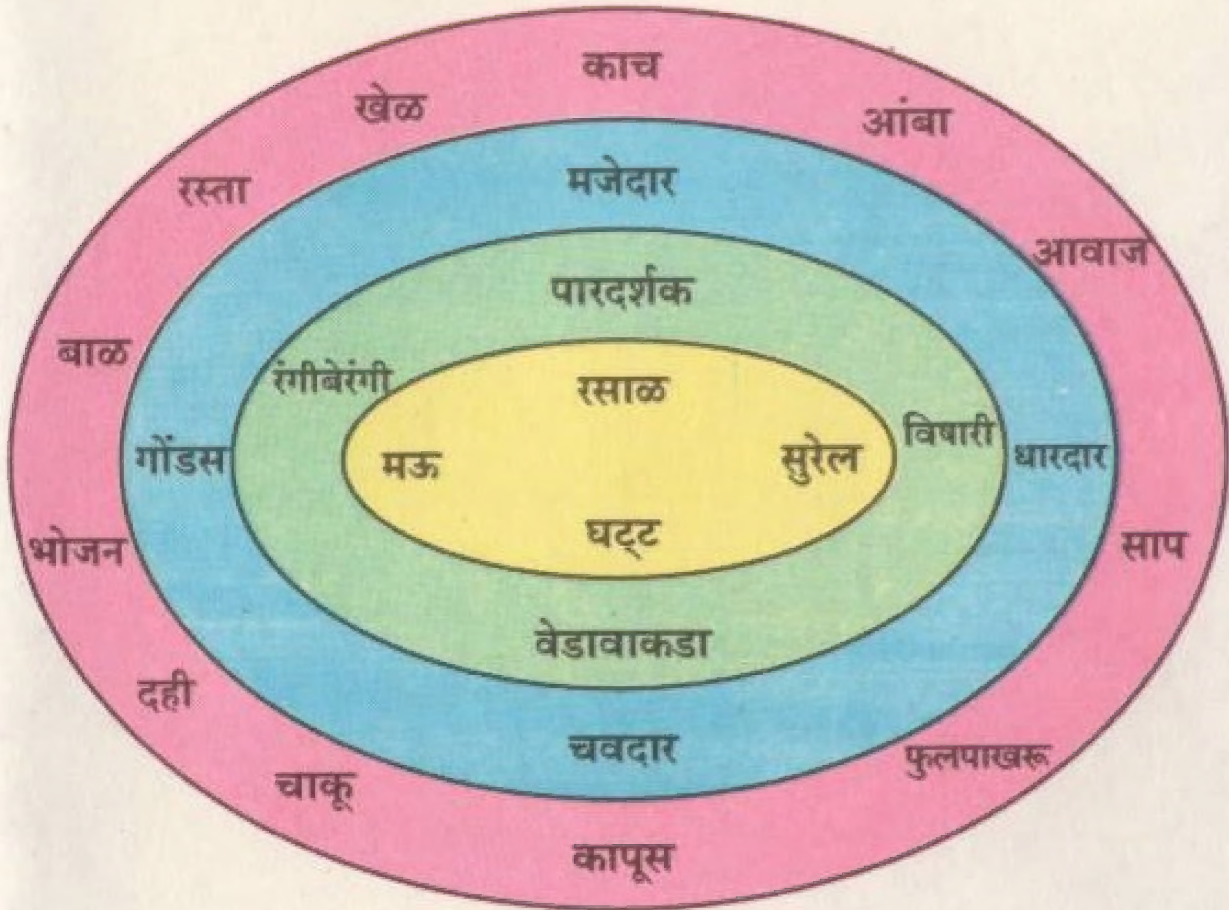 काच
खेळ
आंबा
रस्ता
मजेदार
आवाज
पारदर्शक
बाळ
रंगीबेरंगी
रसाळ
विषारी
गोंडस
मऊ
सुरेल
धारदार
घट्ट
भोजन
साप
वेडावाकडा
दही
चवदार
फुलपाखरू
चाकू
कापूस